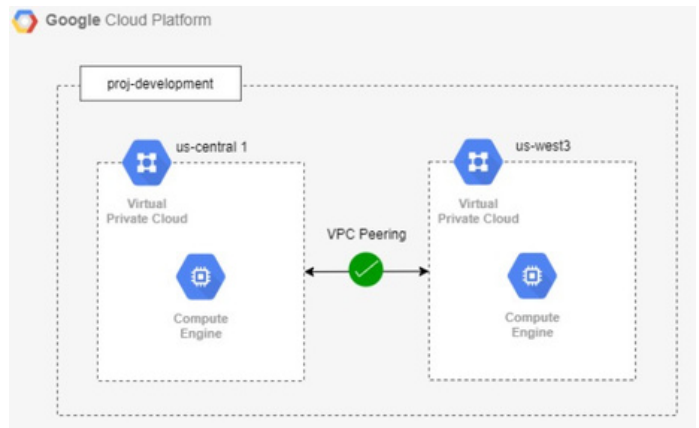 Google Cloud Platform
proj-development
us-central 1
us-west3
Virtual
Private Cloud
Virtual
Private Cloud
VPC Peering
Compute
Engine
Compute
Engine